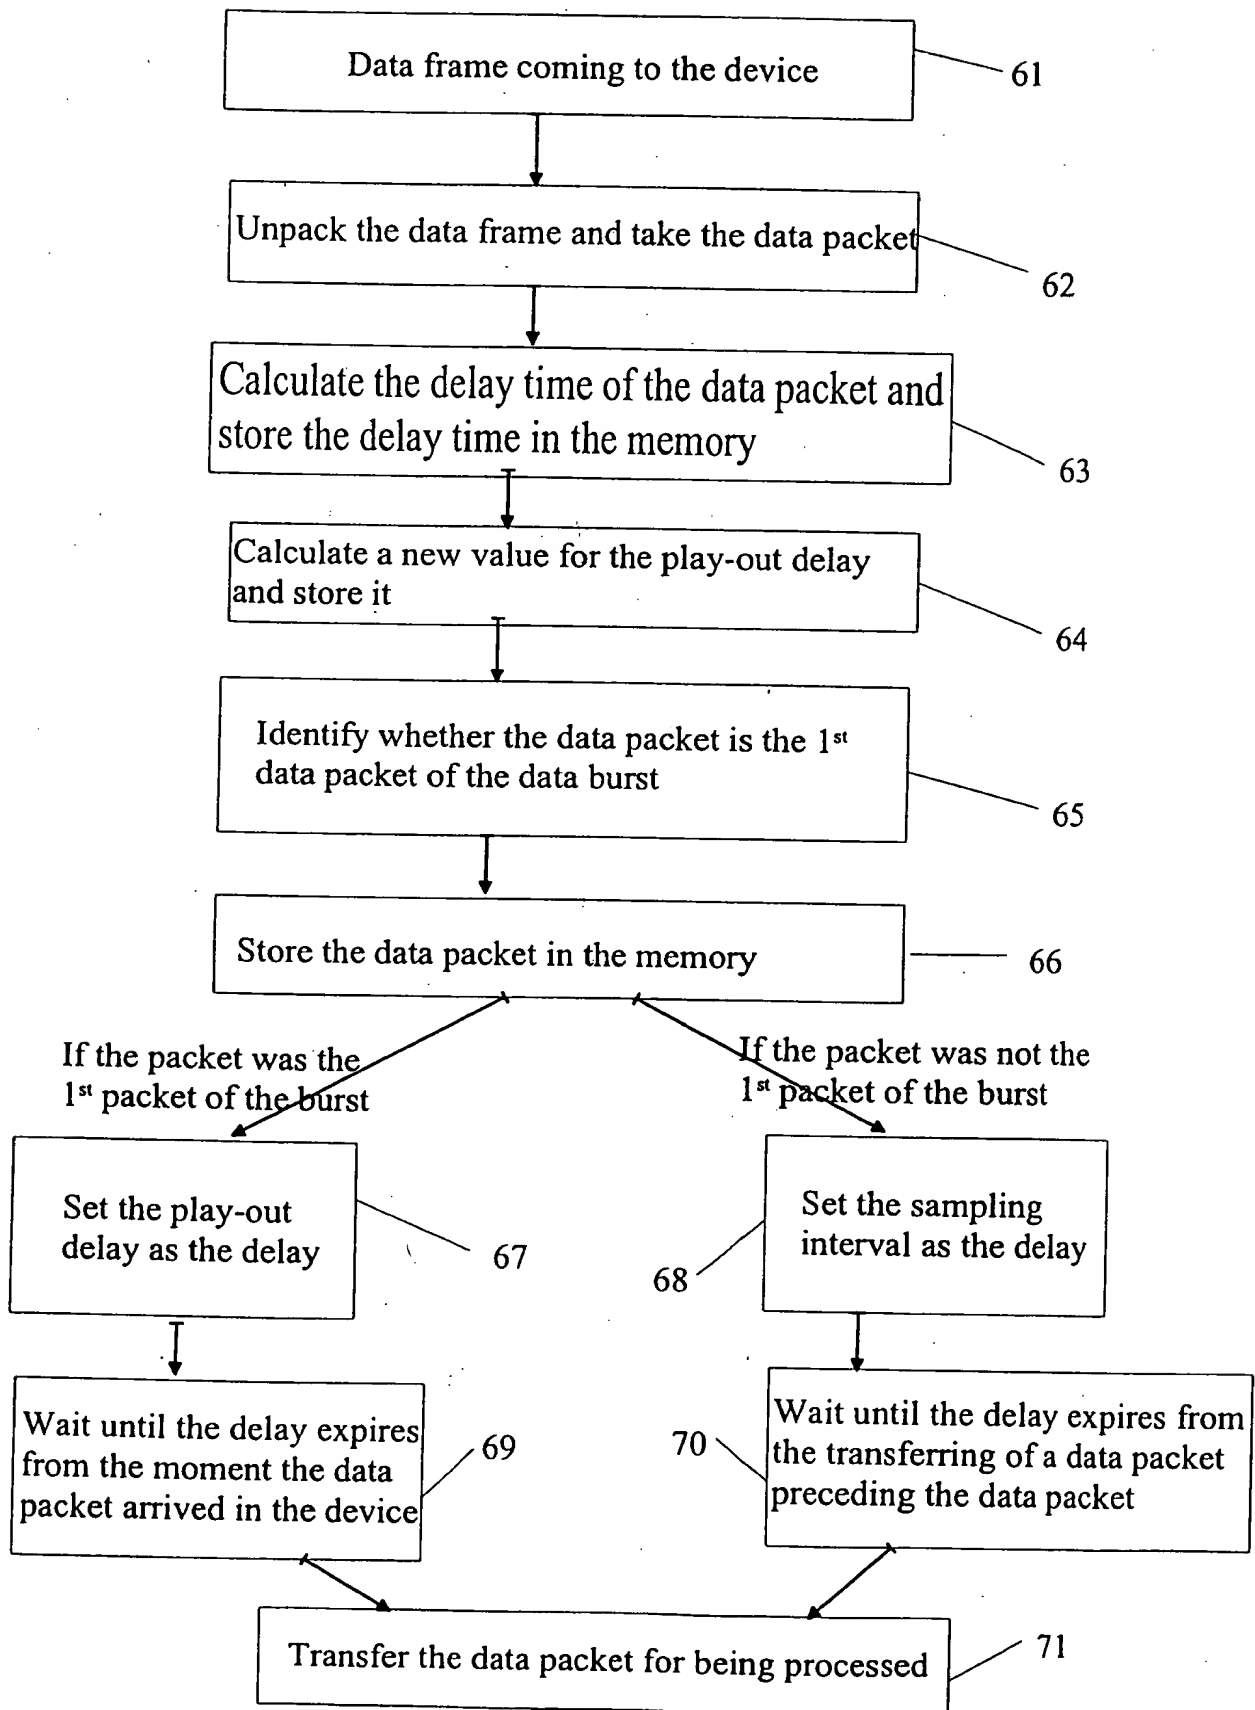 Data frame coming to the device
61
Unpack the data frame and take the data packet
62
Calculate the delay time of the data packet and
store the delay time in the memory
63
Calculate a new value for the play-out delay
and store it
64
Identify whether the data packet is the 1st
data packet of the data burst
65
Store the data packet in the memory
66
If the packet was the
1st packet of the burst
If the packet was not the
1st packet of the burst
Set the play-out
delay as the delay
67
Set the sampling
interval as the delay
68
Wait until the delay expires
from the moment the data
packet arrived in the device
69
Wait until the delay expires from
the transferring of a data packet
preceding the data packet
70
Transfer the data packet for being processed
71